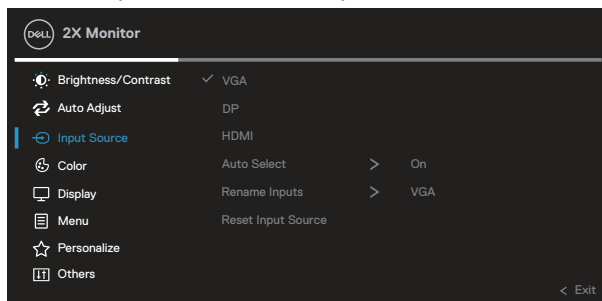 DELL 2X Monitor
Brightness/Contrast VGA
Auto Adjust DP
Input Source HDMI
Color Auto Select > On
Display Rename Inputs > VGA
Menu Reset Input Source
Personalize
Others
< Exit